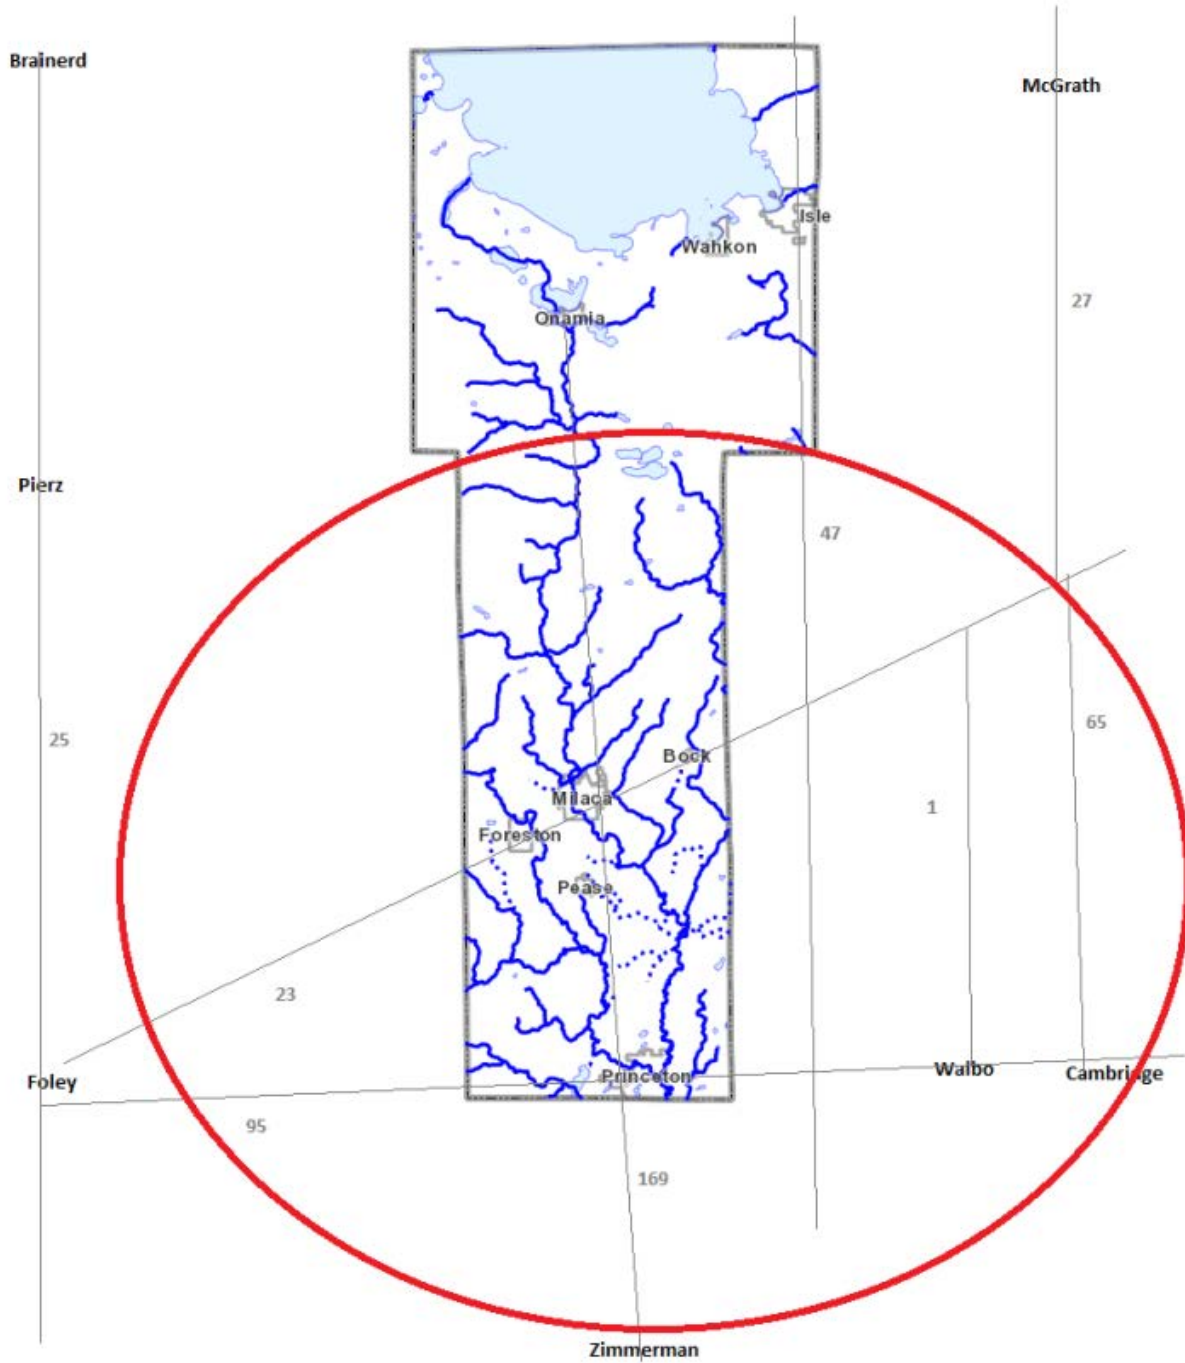 Brainerd
McGrath
Isle
Wahkon
27
Onamia
Pierz
47
65
25
Bock
Milaca
1
Foreston
Pease
23
Walbo
Cambridge
Foley
Princeton
95
169
Zimmerman